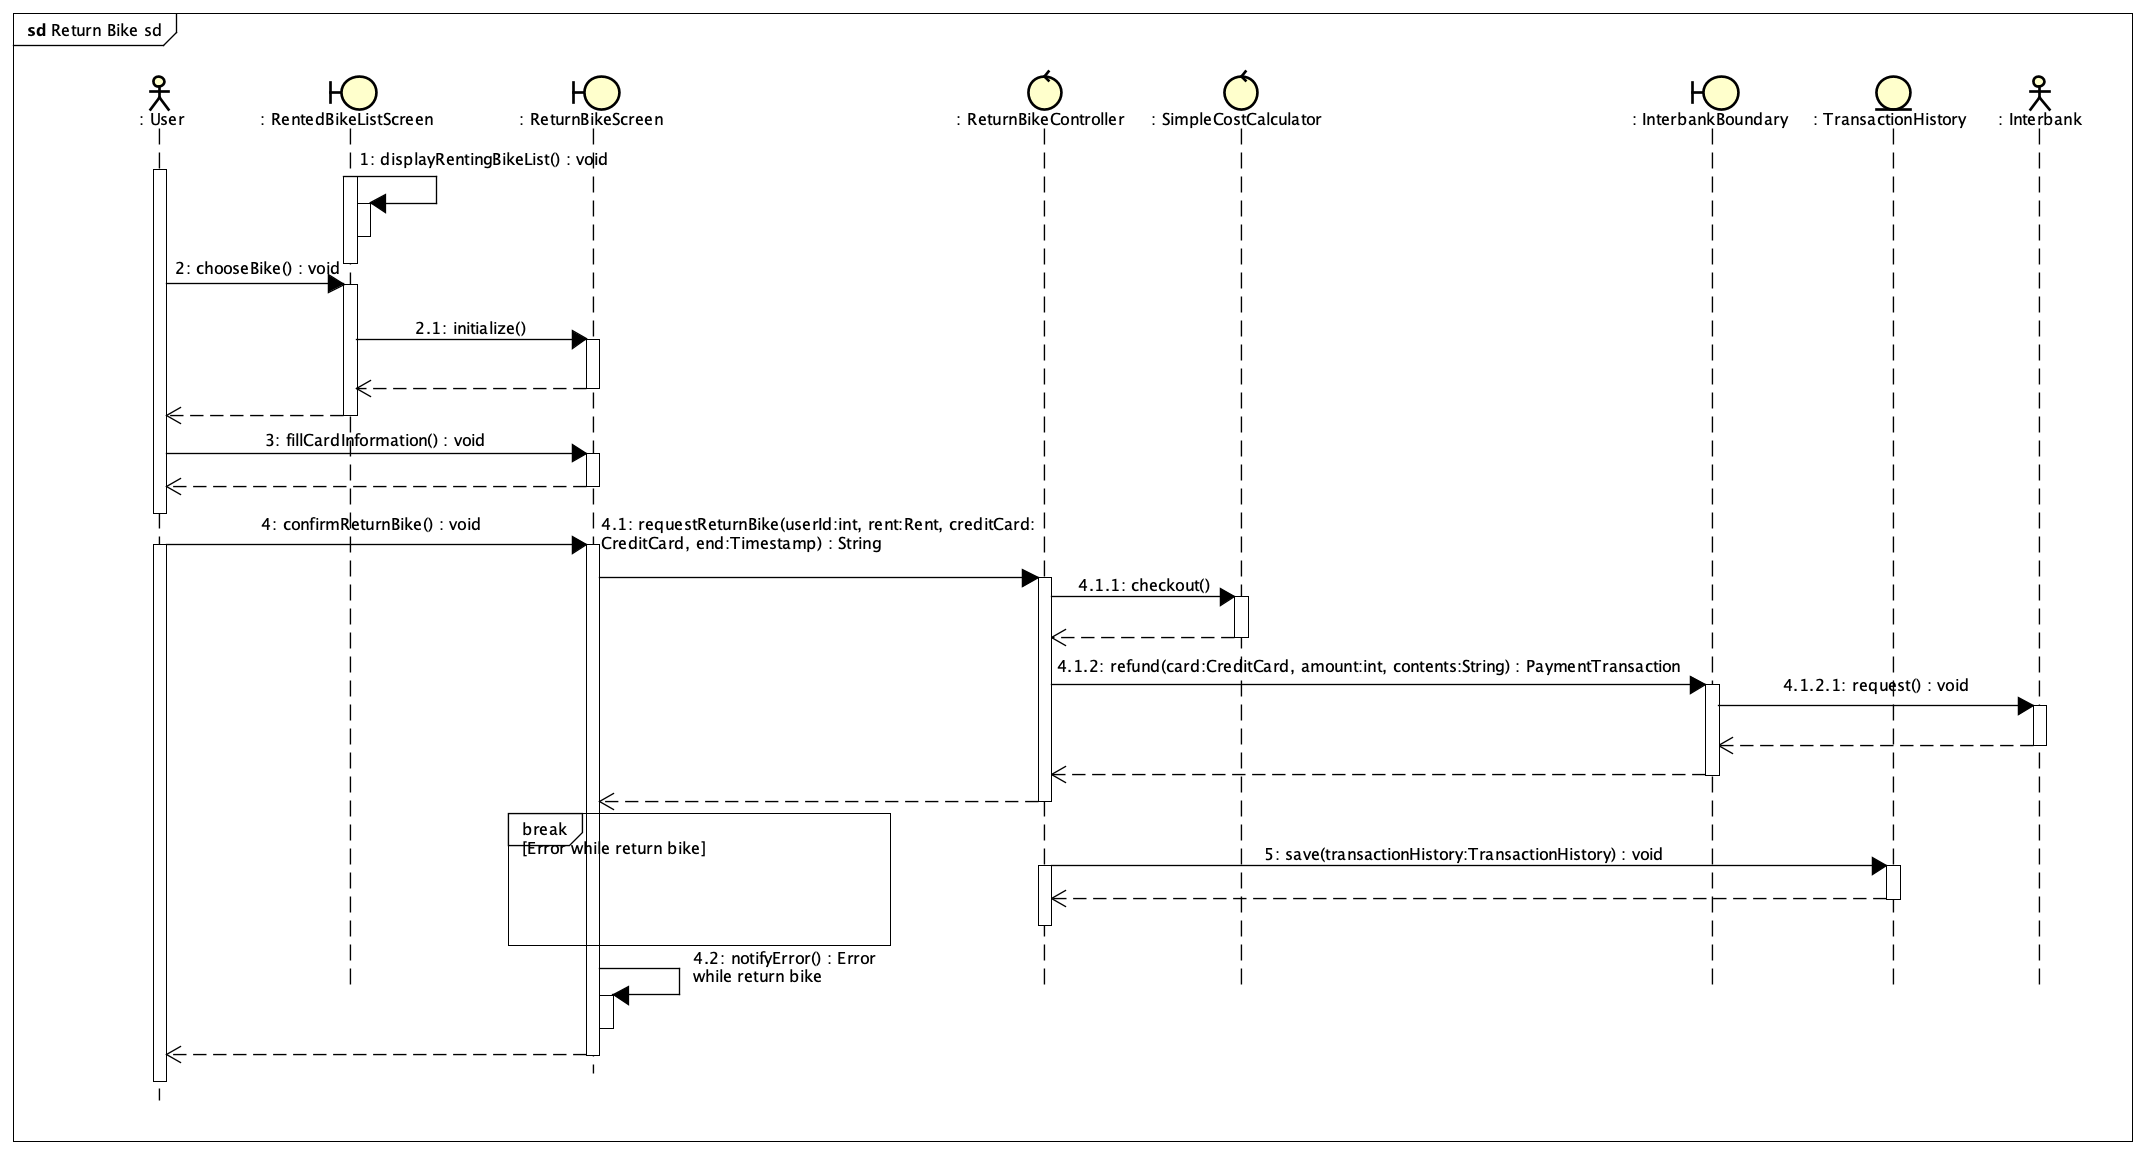 sd Return Bike sd
: User
: RentedBikeListScreen
: ReturnBikeScreen
: ReturnBikeController
: SimpleCostCalculator
: InterbankBoundary
: TransactionHistory
: Interbank
1: displayRentingBikeList() : void
2: chooseBike() : void
2.1: initialize()
3: fillCardInformation() : void
4: confirmReturnBike() : void
4.1: requestReturnBike(userId:int, rent:Rent, creditCard:
CreditCard, end:Timestamp) : String
4.1.1: checkout()
4.1.2: refund(card:CreditCard, amount:int, contents:String) : PaymentTransaction
4.1.2.1: request() : void
break
[Error while return bike]
5: save(transactionHistory:TransactionHistory) : void
4.2: notifyError() : Error
while return bike